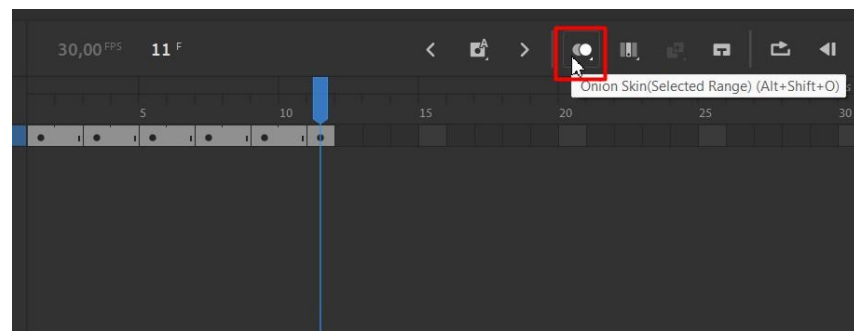 30,00 FPS 11 F
A
Onion Skin(Selected Range) (Alt+Shift+O)
s
5 10 15 20 25 30